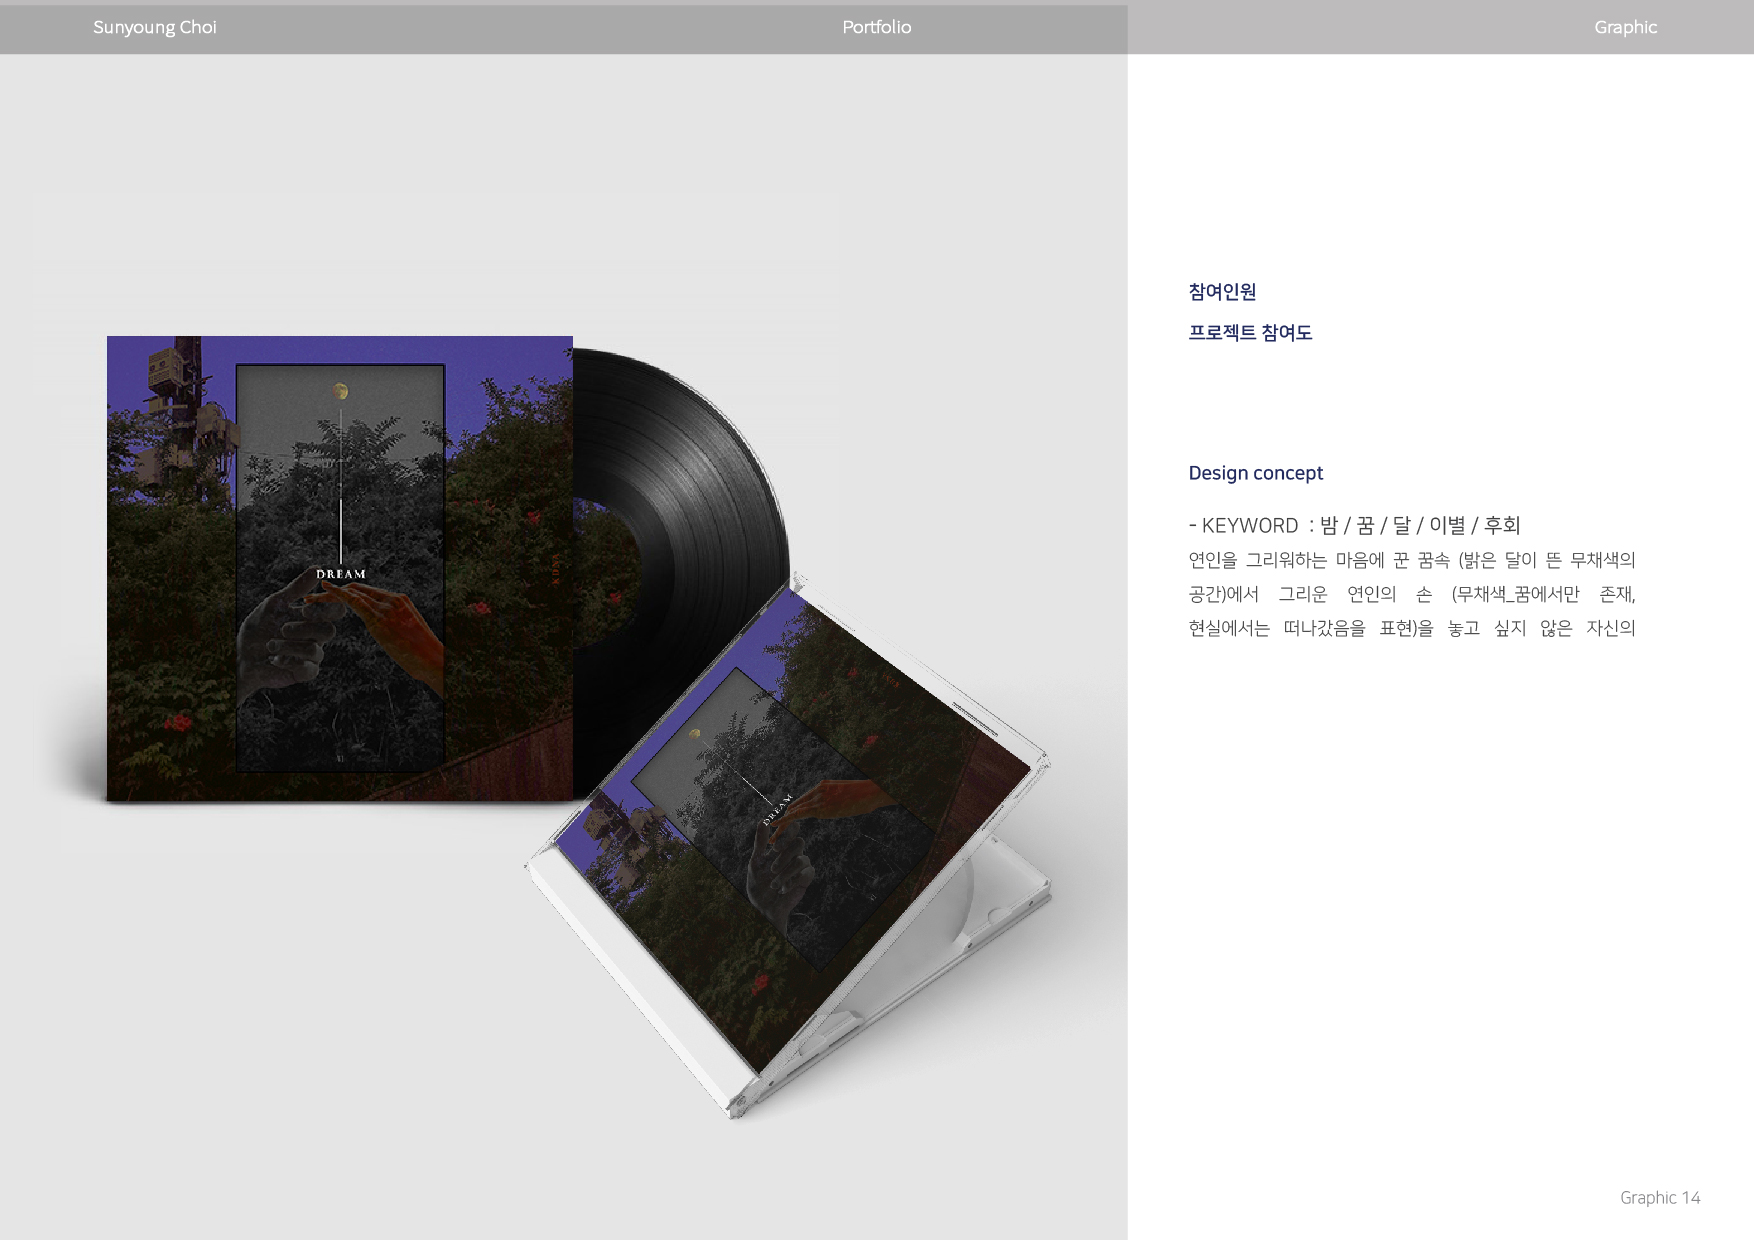 Sunyoung Choi
Portfolio
Graphic
DREAM
KDNA
DREAM
참여인원
프로젝트 참여도
Design concept
- KEYWORD : 밤 / 꿈 / 달 / 이별 / 후회
연인을 그리워하는 마음에 꾼 꿈속 (밝은 달이 뜬 무채색의
공간)에서 그리운 연인의 손 (무채색_꿈에서만 존재,
현실에서는 떠나갔음을 표현)을 놓고 싶지 않은 자신의
Graphic 14